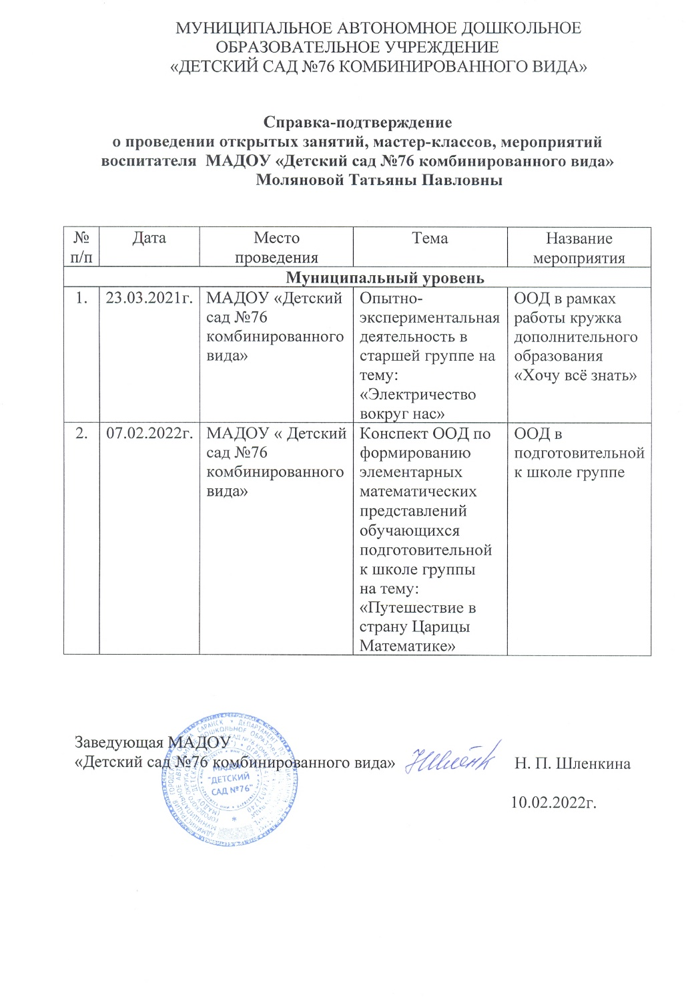 МУНИЦИПАЛЬНОЕ АВТОНОМНОЕ ДОШКОЛЬНОЕ
ОБРАЗОВАТЕЛЬНОЕ УЧРЕЖДЕНИЕ
«ДЕТСКИЙ САД №76 КОМБИНИРОВАННОГО ВИДА»
Справка-подтверждение
о проведении открытых занятий, мастер-классов, мероприятий
воспитателя МАДОУ «Детский сад №76 комбинированного вида»
Моляновой Татьяны Павловны
№ п/п
Дата
Место
проведения
Тема
Название
мероприятия
Муниципальный уровень
1.
23.03.2021г.
МАДОУ «Детский
сад №76
комбинированного
вида»
Опытно-
экспериментальная
деятельность в
старшей группе на
тему:
«Электричество
вокруг нас»
ООД в рамках
работы кружка
дополнительного
образования
«Хочу всё знать»
2.
07.02.2022г.
МАДОУ « Детский
сад №76
комбинированного
вида»
Конспект ООД по
формированию
элементарных
математических
представлений
обучающихся
подготовительной
к школе группы
на тему:
«Путешествие в
страну Царицы
Математике»
ООД в
подготовительной
к школе группе
Заведующая МАДОУ
«Детский сад №76 комбинированного вида»
Н. П. Шленкина
10.02.2022г.
МАДОУ
"ДЕТСКИЙ
САД №76"